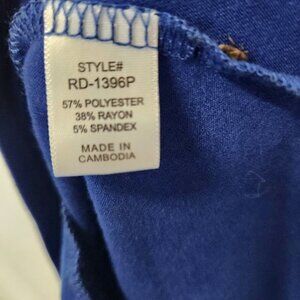 STYLE#
RD-1396P
57% POLYESTER
38% RAYON
5% SPANDEX
MADE IN
CAMBODIA